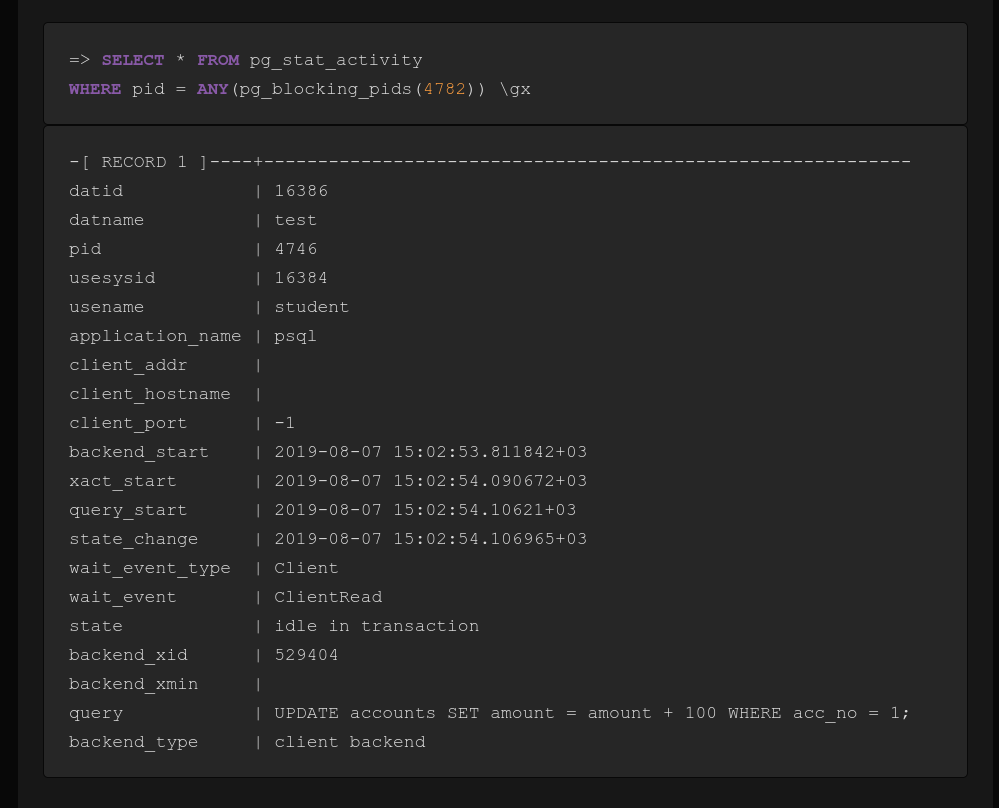 => SELECT * FROM pg_stat_activity
WHERE pid = ANY(pg_blocking_pids(4782)) \gx
-[ RECORD 1 ]----+------------------------------------------------------------
datid            | 16386
datname          | test
pid              | 4746
usesysid         | 16384
usename          | student
application_name | psql
client_addr      |
client_hostname  |
client_port      | -1
backend_start    | 2019-08-07 15:02:53.811842+03
xact_start       | 2019-08-07 15:02:54.090672+03
query_start      | 2019-08-07 15:02:54.10621+03
state_change     | 2019-08-07 15:02:54.106965+03
wait_event_type  | Client
wait_event       | ClientRead
state            | idle in transaction
backend_xid      | 529404
backend_xmin     |
query            | UPDATE accounts SET amount = amount + 100 WHERE acc_no = 1;
backend_type     | client backend